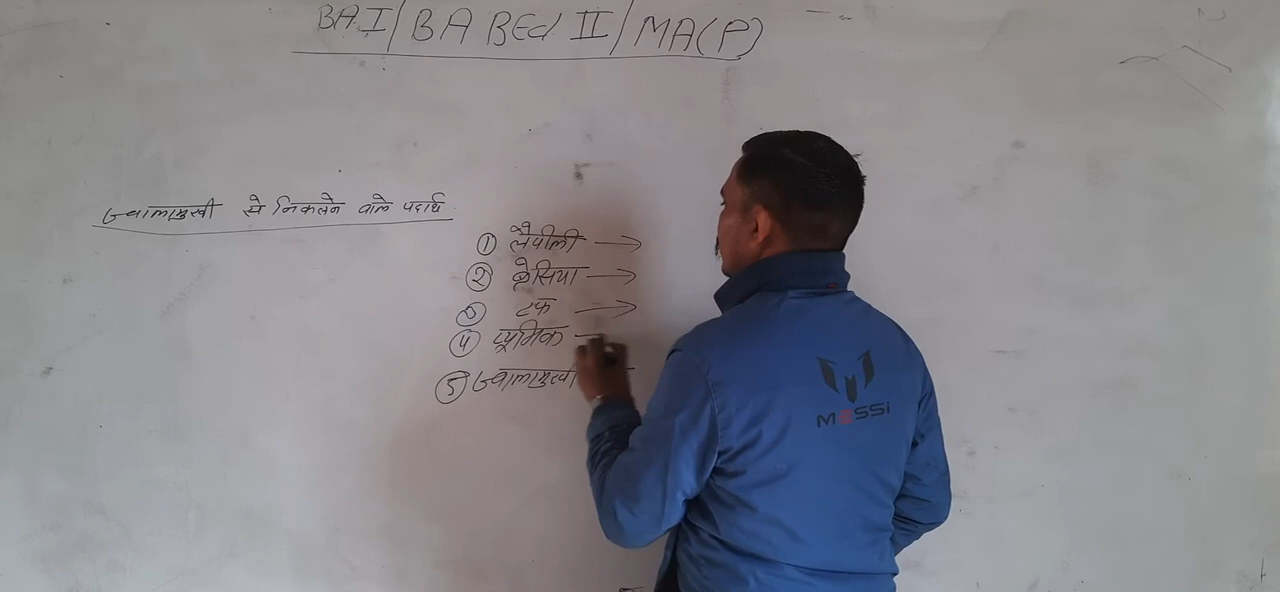 BA I / BA BEd II / MA(P)
ज्वालामुखी से निकलने वाले पदार्थ
① लैपीली →
② ब्रेसिया →
③ टफ →
④ प्यूमिक —
⑤ ज्वालामुखी
MESSi